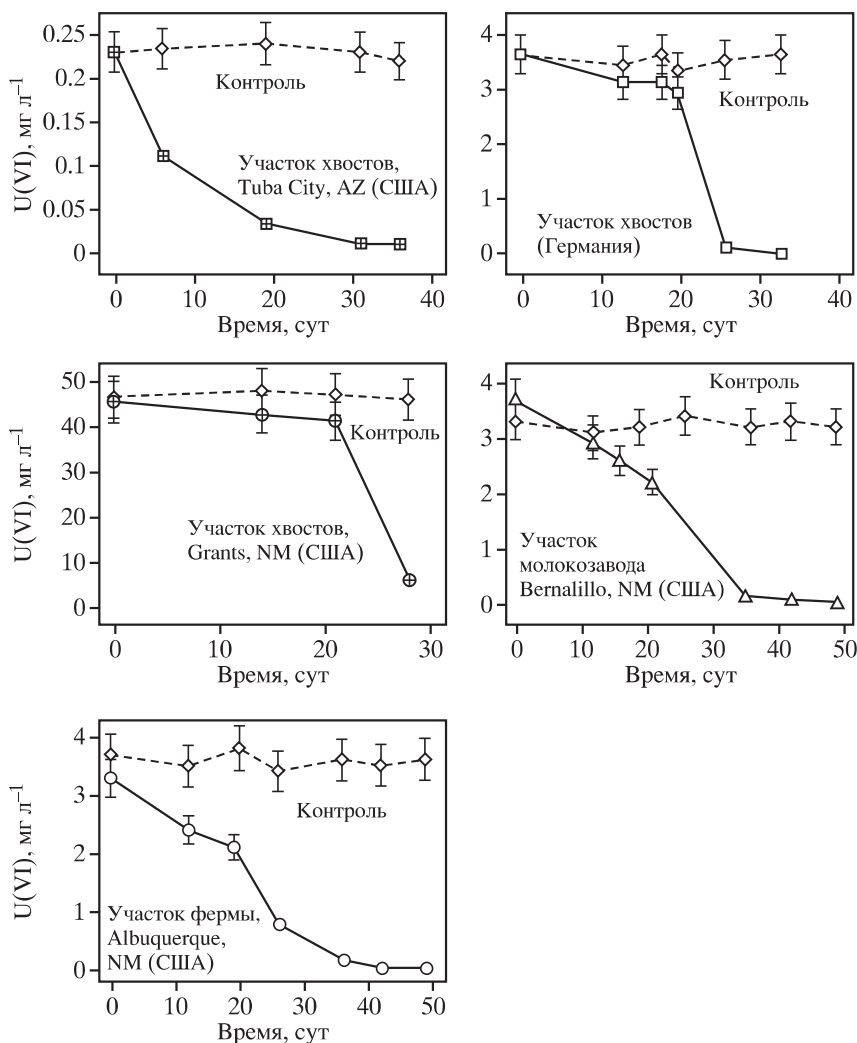 0.25
0.2
0.15
0.1
0.05
0
U(VI), мг л⁻¹
Контроль
Участок хвостов,
Tuba City, AZ (США)
0 10 20 30 40
Время, сут
4
3
2
1
0
Контроль
Участок хвостов
(Германия)
0 10 20 30 40
Время, сут
50
40
30
20
10
0
U(VI), мг л⁻¹
Контроль
Участок хвостов,
Grants, NM (США)
0 10 20 30
Время, сут
4
3
2
1
0
Контроль
Участок
молокозавода
Bernalillo, NM (США)
0 10 20 30 40 50
Время, сут
4
3
2
1
0
U(VI), мг л⁻¹
Контроль
Участок фермы,
Albuquerque,
NM (США)
0 10 20 30 40 50
Время, сут